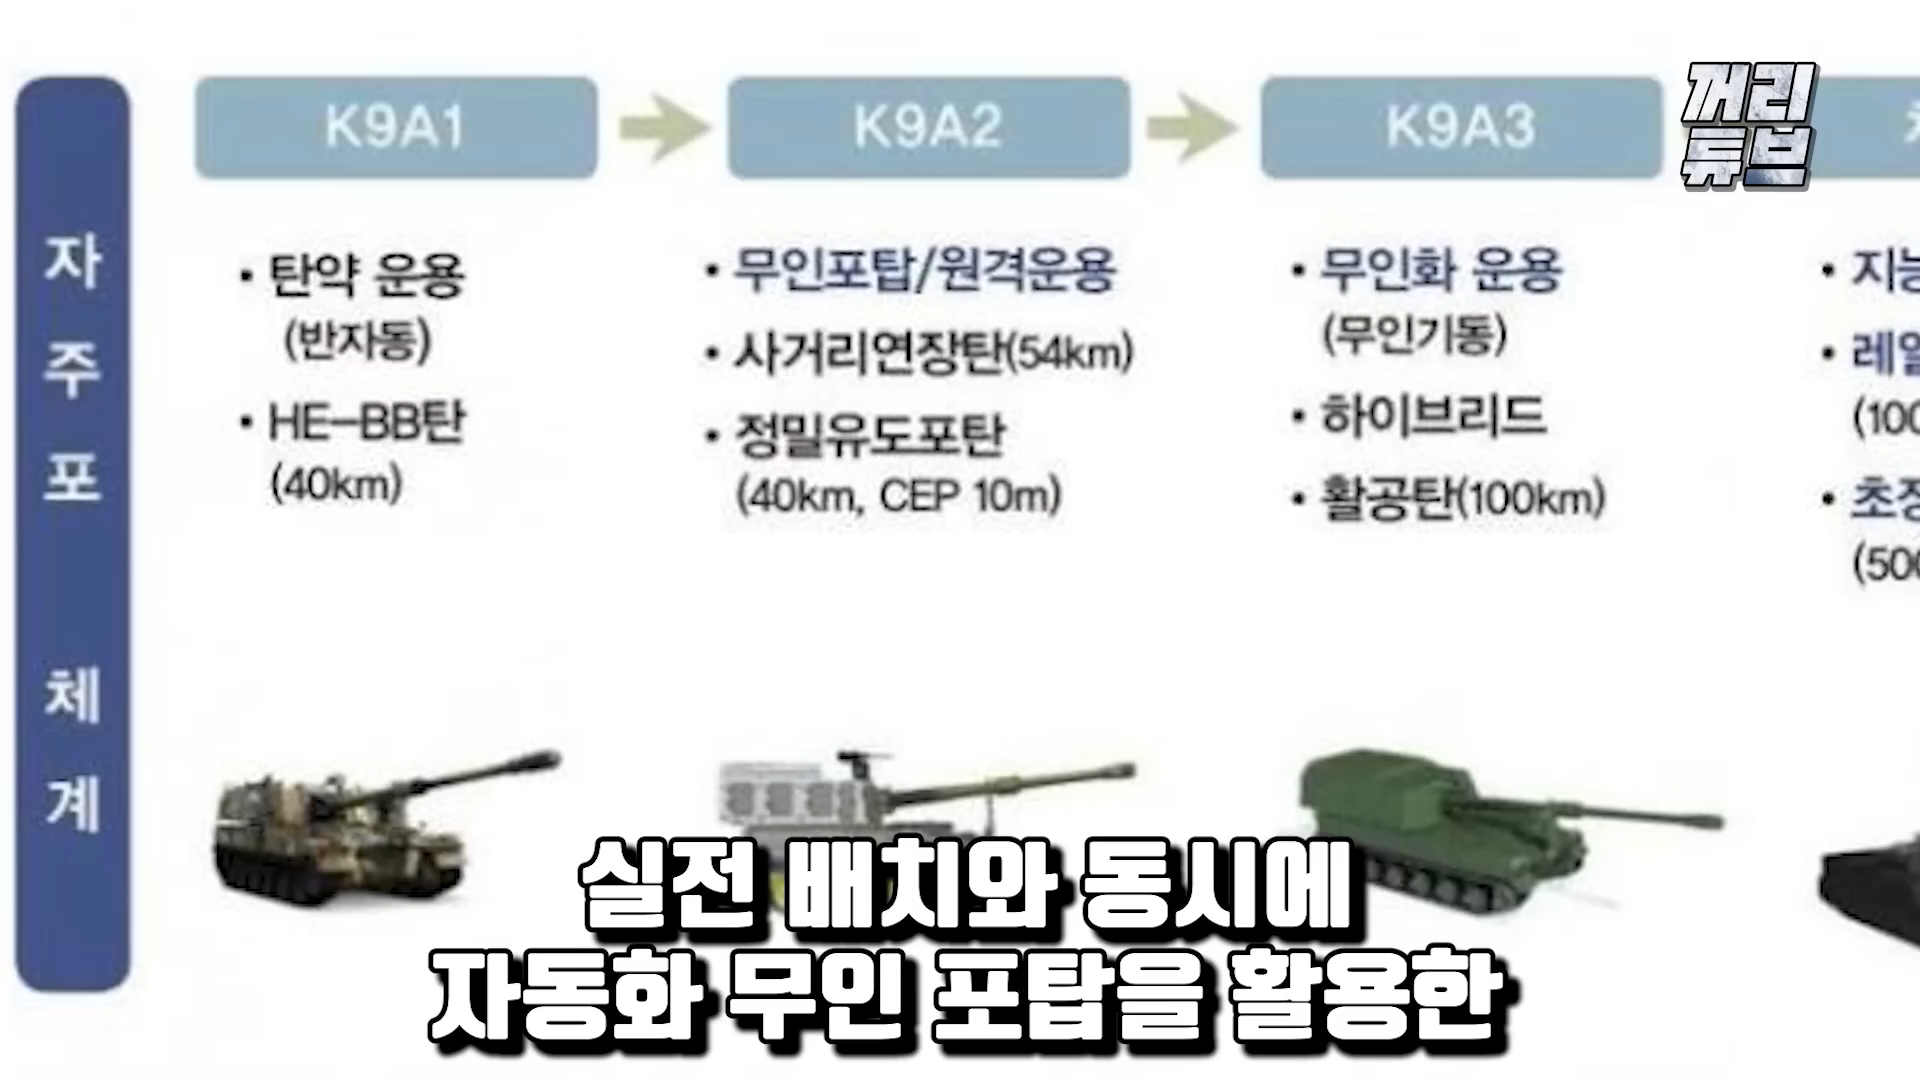 자주포 체계
K9A1
• 탄약 운용
(반자동)
• HE-BB탄
(40km)
K9A2
• 무인포탑/원격운용
• 사거리연장탄(54km)
• 정밀유도포탄
(40km, CEP 10m)
K9A3
• 무인화 운용
(무인기동)
• 하이브리드
• 활공탄(100km)
꺼리
튜브
실전 배치와 동시에
자동화 무인 포탑을 활용한